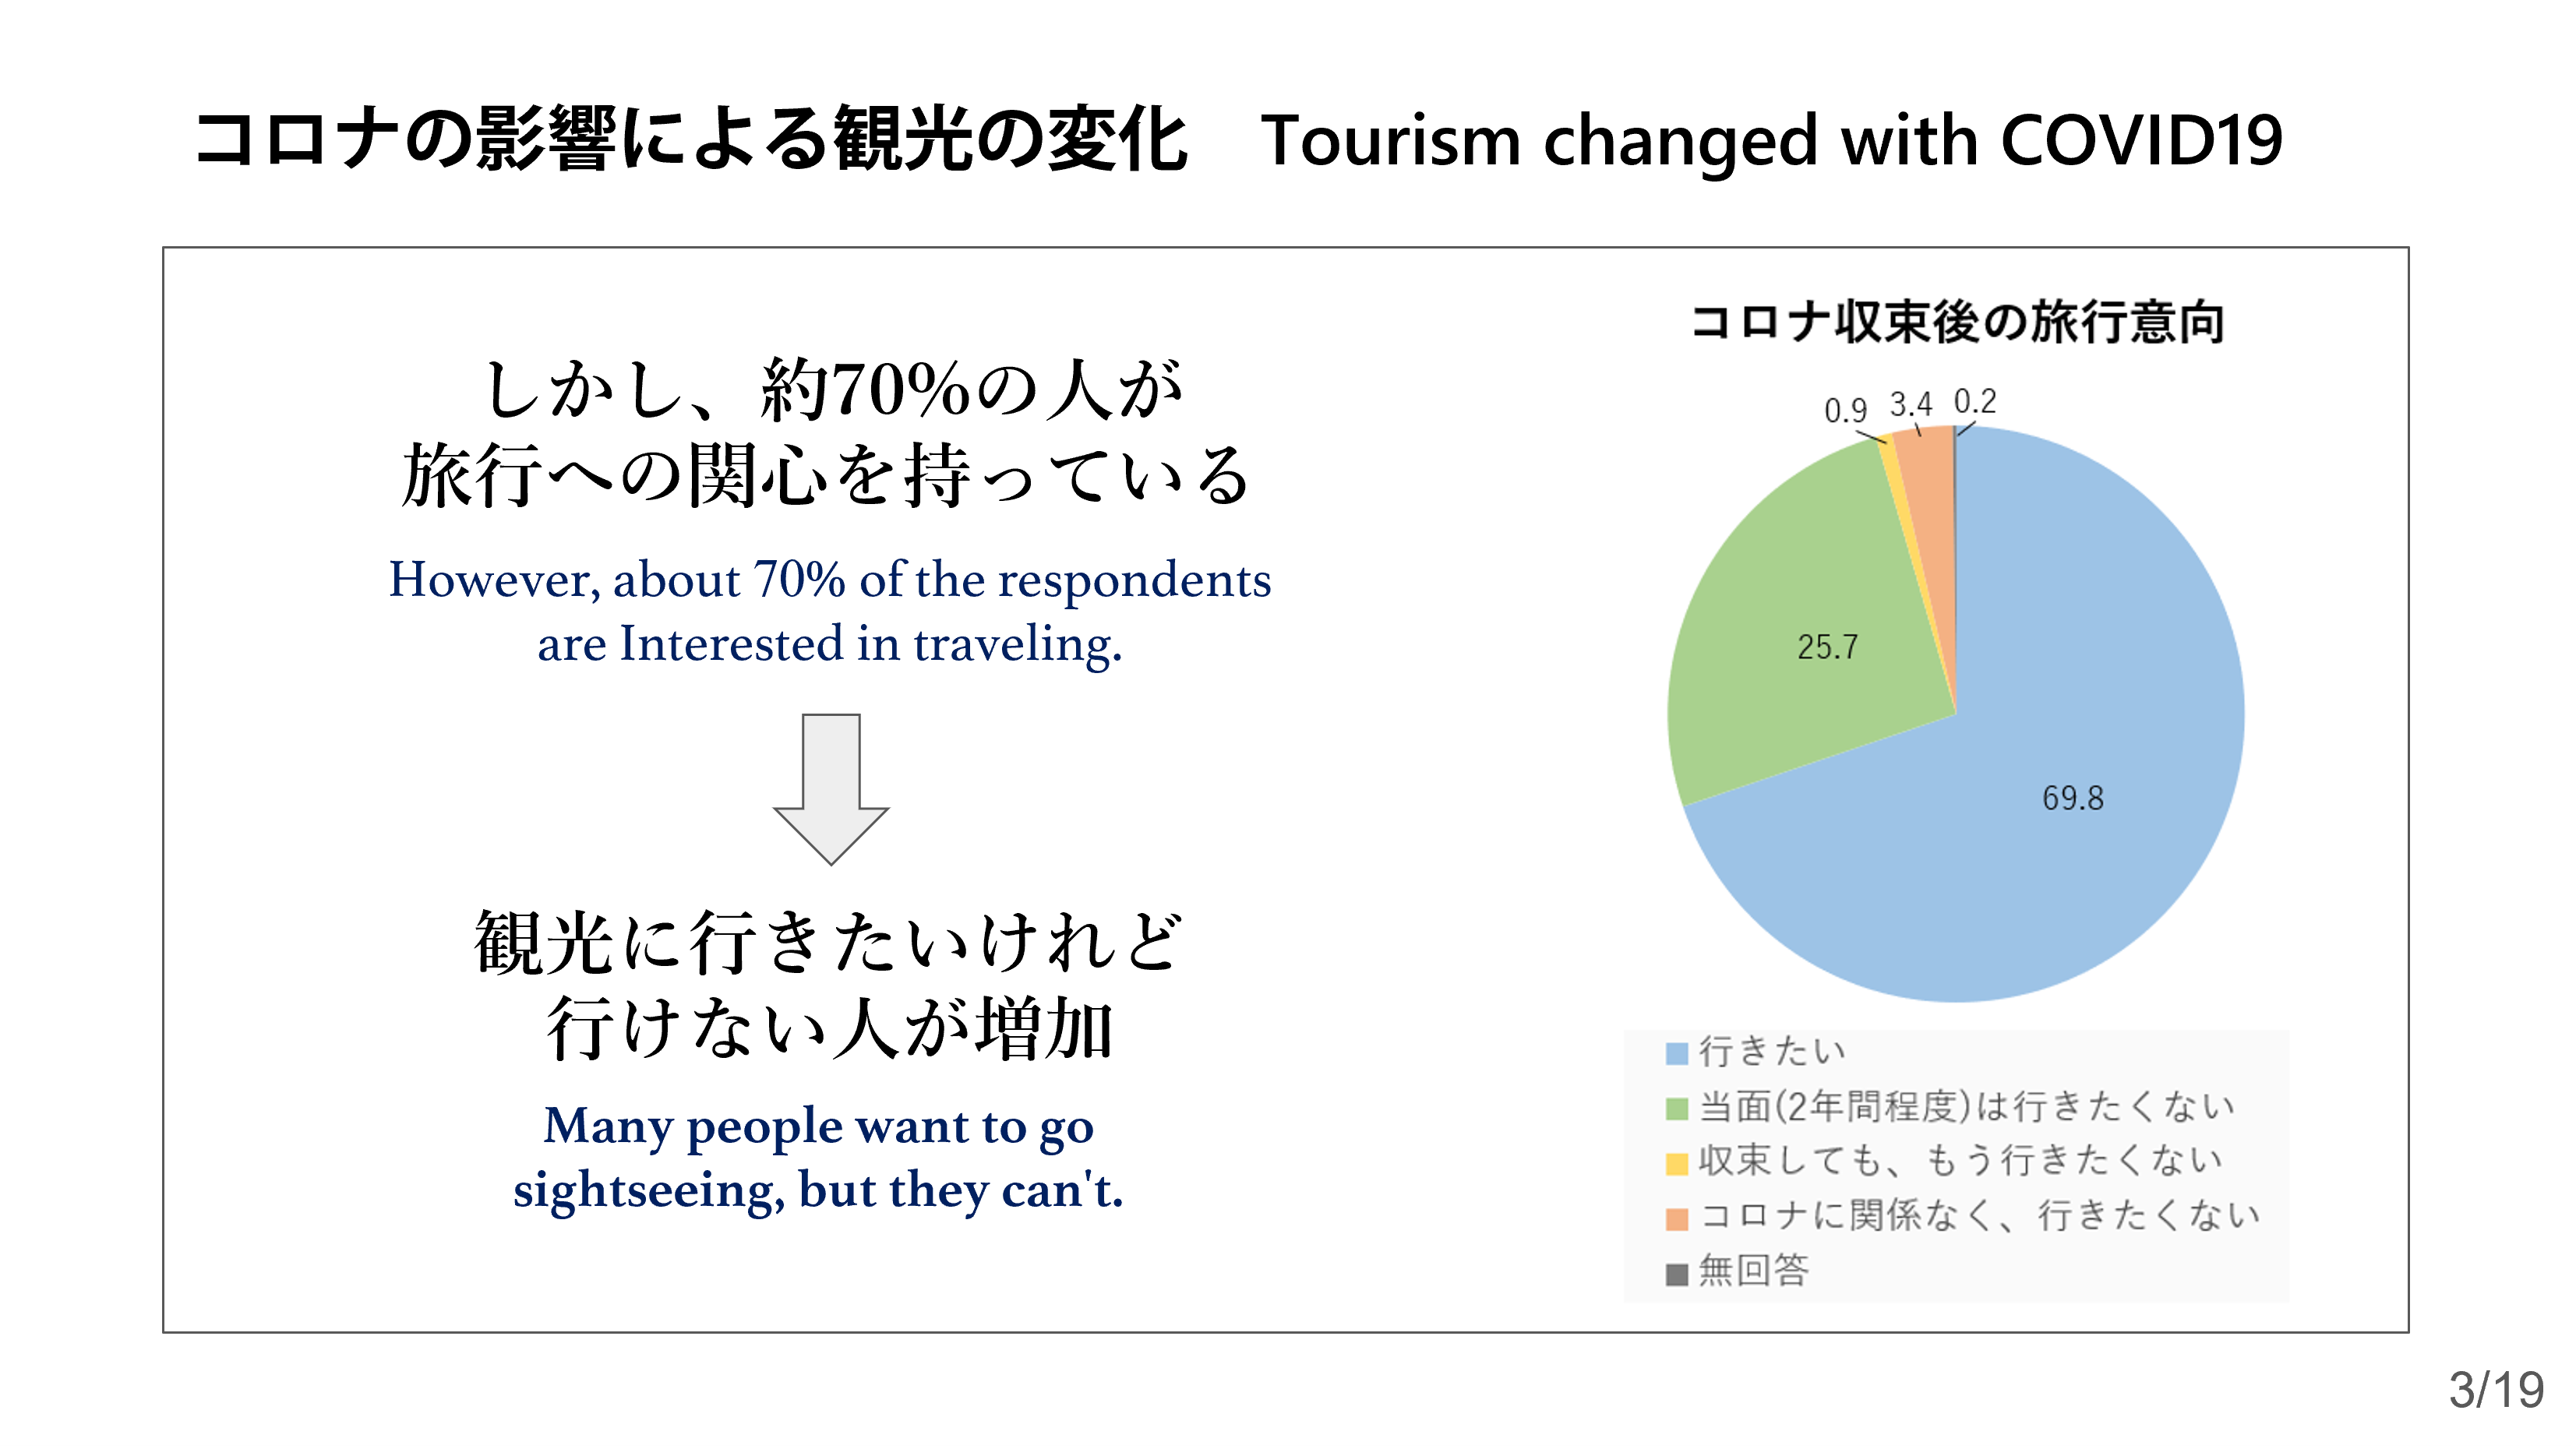 コロナの影響による観光の変化　Tourism changed with COVID19
しかし、約70%の人が
旅行への関心を持っている
However, about 70% of the respondents
are Interested in traveling.
観光に行きたいけれど
行けない人が増加
Many people want to go
sightseeing, but they can't.
コロナ収束後の旅行意向
0.9 3.4 0.2
25.7
69.8
行きたい
当面(2年間程度)は行きたくない
収束しても、もう行きたくない
コロナに関係なく、行きたくない
無回答
3/19